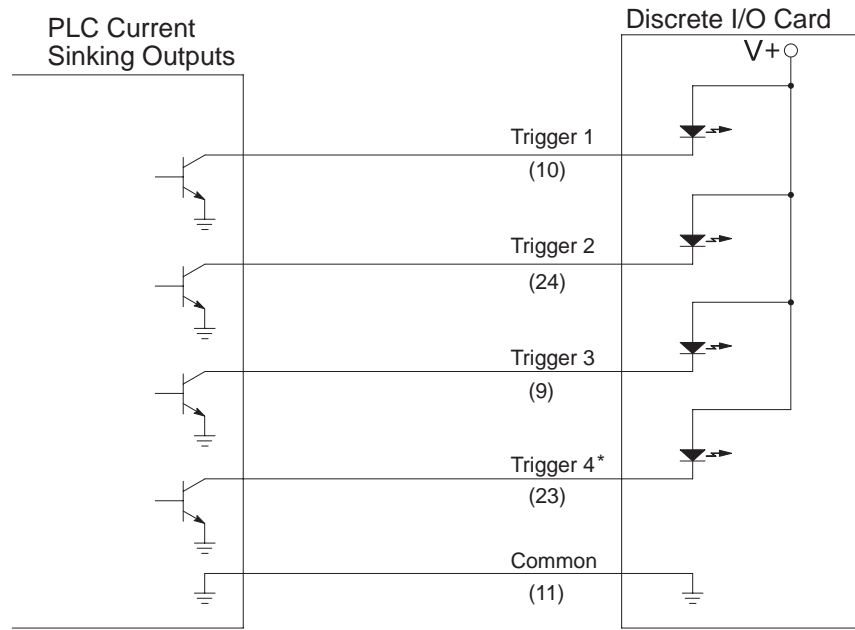 PLC Current
Sinking Outputs
Discrete I/O Card
V+
Trigger 1
(10)
Trigger 2
(24)
Trigger 3
(9)
Trigger 4*
(23)
Common
(11)